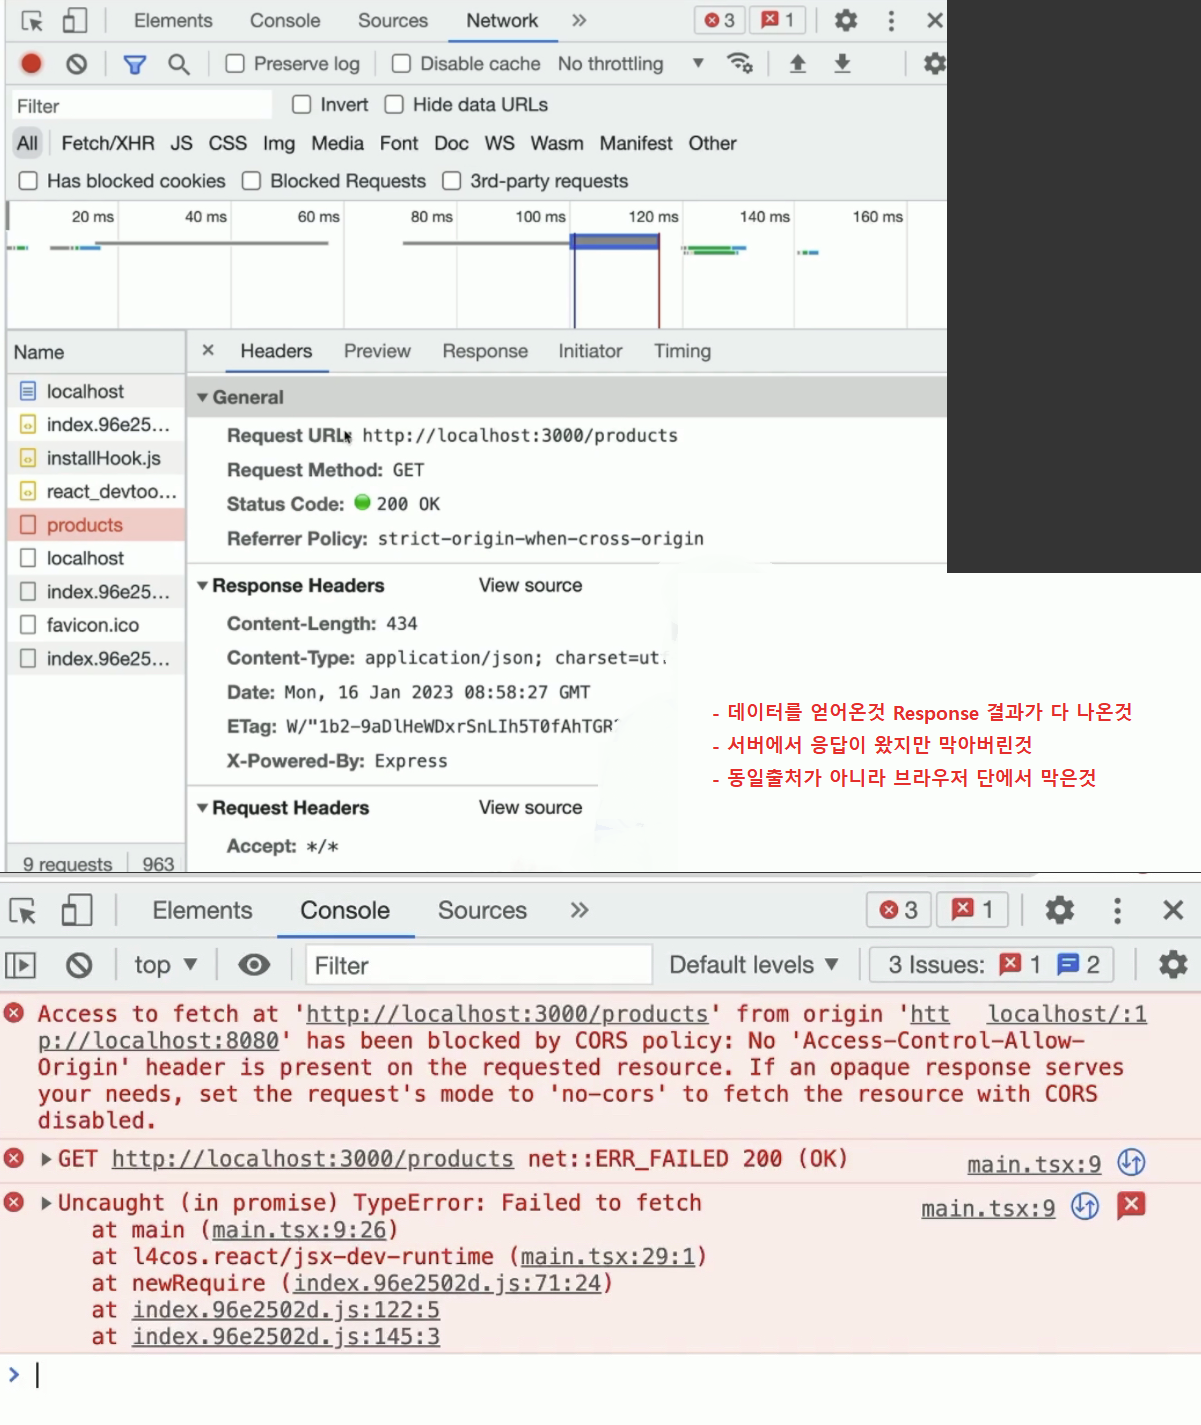 Elements Console Sources Network » 3 1
Preserve log Disable cache No throttling
Filter Invert Hide data URLs
All Fetch/XHR JS CSS Img Media Font Doc WS Wasm Manifest Other
Has blocked cookies Blocked Requests 3rd-party requests
20 ms 40 ms 60 ms 80 ms 100 ms 120 ms 140 ms 160 ms
Name
localhost
index.96e25...
installHook.js
react_devtoo...
products
localhost
index.96e25...
favicon.ico
index.96e25...
9 requests 963
Headers Preview Response Initiator Timing
General
Request URL: http://localhost:3000/products
Request Method: GET
Status Code: 200 OK
Referrer Policy: strict-origin-when-cross-origin
Response Headers View source
Content-Length: 434
Content-Type: application/json; charset=ut
Date: Mon, 16 Jan 2023 08:58:27 GMT
ETag: W/"1b2-9aDlHeWDxrSnLIh5T0fAhTGR
X-Powered-By: Express
Request Headers View source
Accept: */*
- 데이터를 얻어온것 Response 결과가 다 나온것
- 서버에서 응답이 왔지만 막아버린것
- 동일출처가 아니라 브라우저 단에서 막은것
Elements Console Sources » 3 1
top Filter Default levels 3 Issues: 1 2
Access to fetch at 'http://localhost:3000/products' from origin 'htt localhost/:1
p://localhost:8080' has been blocked by CORS policy: No 'Access-Control-Allow-
Origin' header is present on the requested resource. If an opaque response serves
your needs, set the request's mode to 'no-cors' to fetch the resource with CORS
disabled.
GET http://localhost:3000/products net::ERR_FAILED 200 (OK) main.tsx:9
Uncaught (in promise) TypeError: Failed to fetch main.tsx:9
at main (main.tsx:9:26)
at l4cos.react/jsx-dev-runtime (main.tsx:29:1)
at newRequire (index.96e2502d.js:71:24)
at index.96e2502d.js:122:5
at index.96e2502d.js:145:3
>